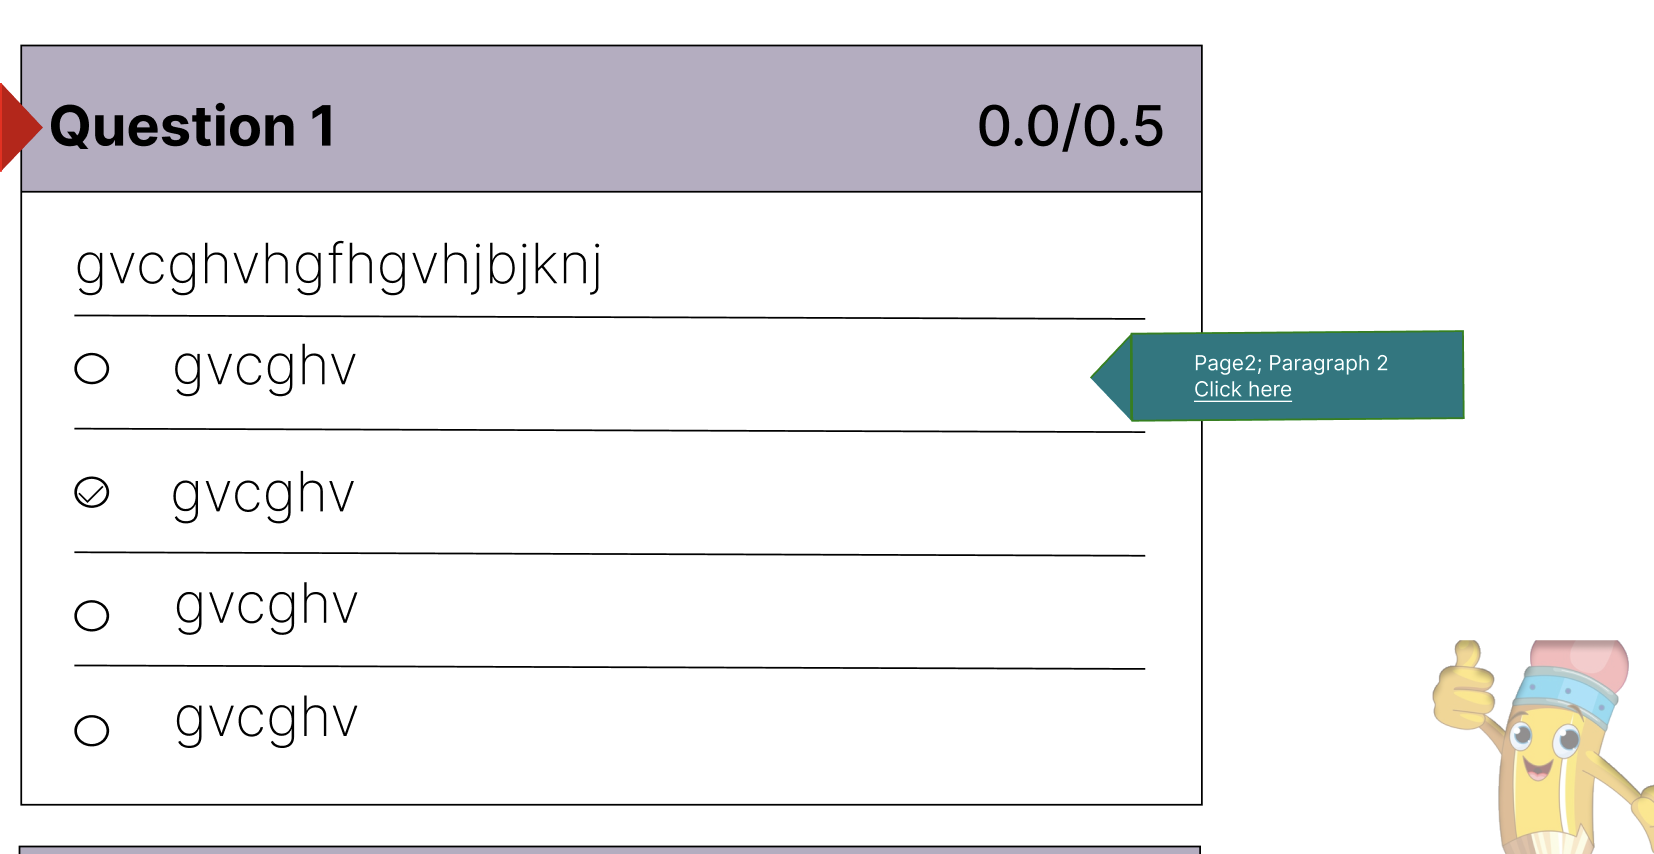 Question 1 0.0/0.5
gvcghvhgfhgvhjbjknj
gvcghv
Page2; Paragraph 2
Click here
gvcghv
gvcghv
gvcghv